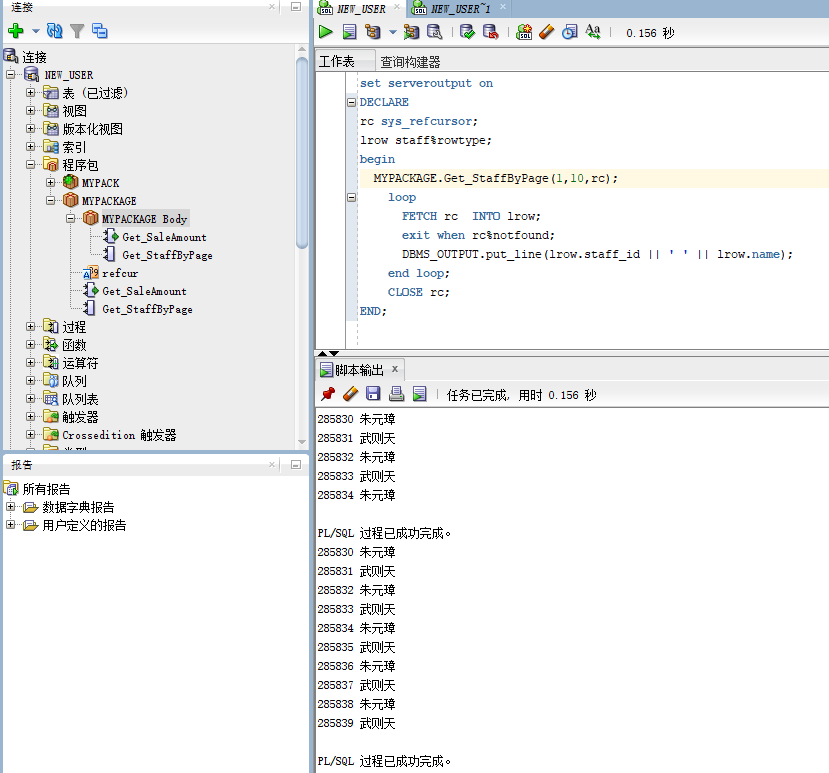 连接
NEW_USER
NEW_USER~1
0.156 秒
连接
NEW_USER
表 (已过滤)
视图
版本化视图
索引
程序包
MYPACK
MYPACKAGE
MYPACKAGE Body
Get_SaleAmount
Get_StaffByPage
refcur
Get_SaleAmount
Get_StaffByPage
过程
函数
运算符
队列
队列表
触发器
Crossedition 触发器
报告
所有报告
数据字典报告
用户定义的报告
工作表
查询构建器
set serveroutput on
DECLARE
rc sys_refcursor;
lrow staff%rowtype;
begin
MYPACKAGE.Get_StaffByPage(1,10,rc);
loop
FETCH rc  INTO lrow;
exit when rc%notfound;
DBMS_OUTPUT.put_line(lrow.staff_id || ' ' || lrow.name);
end loop;
CLOSE rc;
END;
脚本输出 x
任务已完成, 用时 0.156 秒
285830 朱元璋
285831 武则天
285832 朱元璋
285833 武则天
285834 朱元璋
PL/SQL 过程已成功完成。
285830 朱元璋
285831 武则天
285832 朱元璋
285833 武则天
285834 朱元璋
285835 武则天
285836 朱元璋
285837 武则天
285838 朱元璋
285839 武则天
PL/SQL 过程已成功完成。